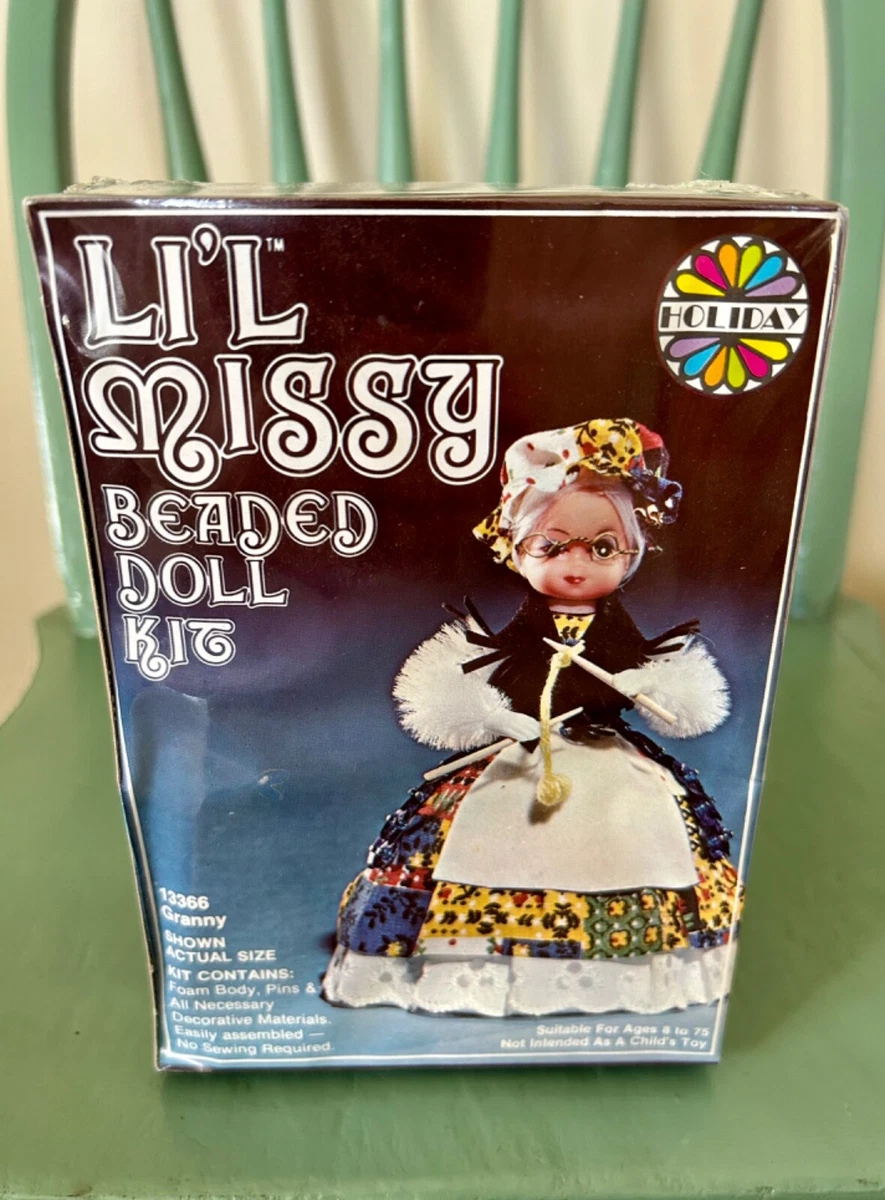 LI'L™
MISSY
BEADED
DOLL
KIT
HOLIDAY
13366
Granny
SHOWN
ACTUAL SIZE
KIT CONTAINS:
Foam Body, Pins &
All Necessary
Decorative Materials.
Easily assembled —
No Sewing Required.
Suitable For Ages 8 to 75
Not Intended As A Child's Toy